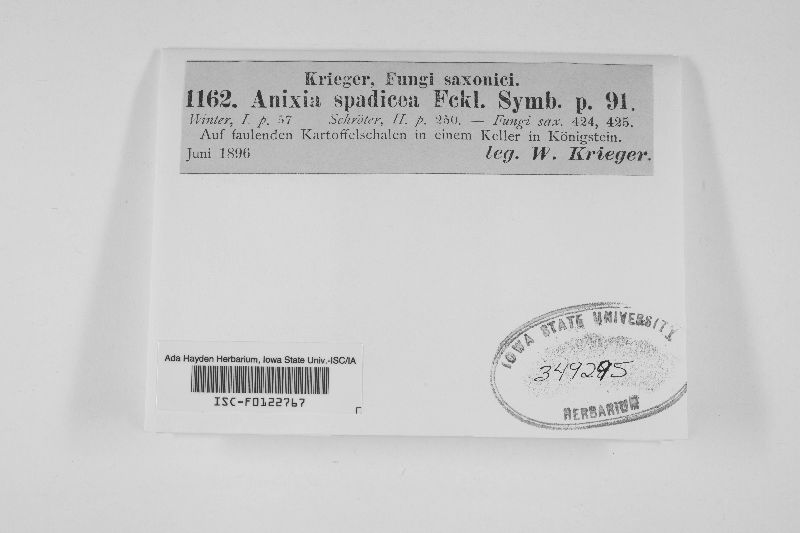 Krieger, Fungi saxonici.
1162. Anixia spadicea Fckl. Symb. p. 91.
Winter, I. p. 57 Schröter, II. p. 250. — Fungi sax. 424, 425.
Auf faulenden Kartoffelschalen in einem Keller in Königstein.
Juni 1896 leg. W. Krieger.
IOWA STATE UNIVERSITY
349295
HERBARIUM
Ada Hayden Herbarium, Iowa State Univ.-ISC/IA
ISC-F0122767